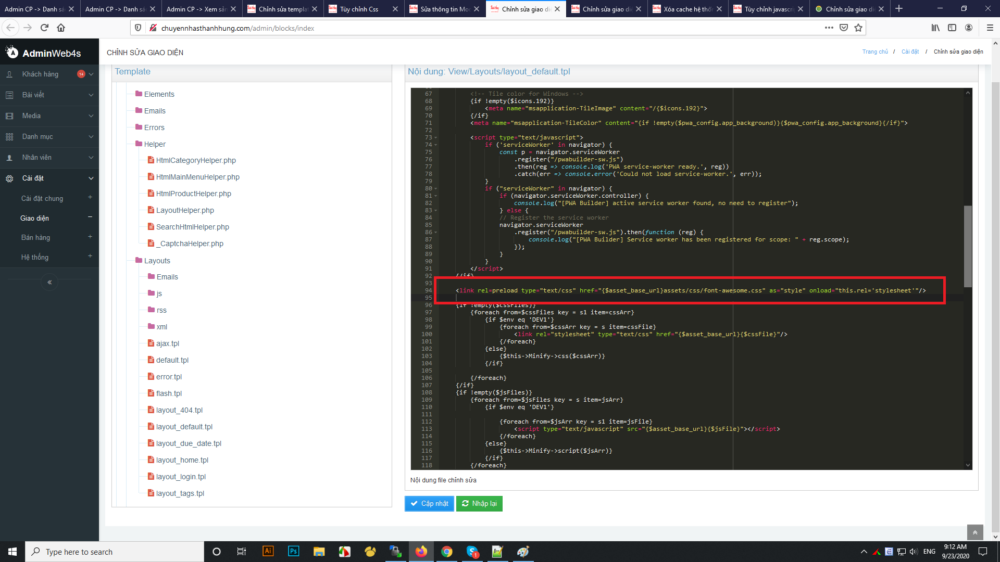 Admin CP -> Danh sá
Admin CP -> Danh sác
Admin CP -> Xem sản
Chỉnh sửa templat
Tùy chỉnh Css
Sửa thông tin Mod
Chỉnh sửa giao diệ
Chỉnh sửa giao diệ
Xóa cache hệ thốn
Tùy chỉnh javascri
Chỉnh sửa giao diệ
chuyennhasthanhhung.com/admin/blocks/index
AdminWeb4s
CHỈNH SỬA GIAO DIỆN
Trang chủ / Cài đặt / Chỉnh sửa giao diện
Khách hàng 14
Bài viết
Media
Danh mục
Nhân viên
Cài đặt
Cài đặt chung +
Giao diện −
Bán hàng +
Hệ thống +
Template
Elements
Emails
Errors
Helper
HtmlCategoryHelper.php
HtmlMainMenuHelper.php
HtmlProductHelper.php
LayoutHelper.php
SearchHtmlHelper.php
_CaptchaHelper.php
Layouts
Emails
js
rss
xml
ajax.tpl
default.tpl
error.tpl
flash.tpl
layout_404.tpl
layout_default.tpl
layout_due_date.tpl
layout_home.tpl
layout_login.tpl
layout_tags.tpl
Nội dung: View/Layouts/layout_default.tpl
67 <!-- Tile color for Windows -->
68 {if !empty($icons.192)}
69 <meta name="msapplication-TileImage" content="/{$icons.192}">
70 {/if}
71 <meta name="msapplication-TileColor" content="{if !empty($pwa_config.app_background)}{$pwa_config.app_background}{/if}">
72
73 <script type="text/javascript">
74 if ('serviceWorker' in navigator) {
75 const p = navigator.serviceWorker
76 .register("/pwabuilder-sw.js")
77 .then(reg => console.log('PWA service-worker ready.', reg))
78 .catch(err => console.error('Could not load service-worker.', err));
79 }
80 if ("serviceWorker" in navigator) {
81 if (navigator.serviceWorker.controller) {
82 console.log("[PWA Builder] active service worker found, no need to register");
83 } else {
84 // Register the service worker
85 navigator.serviceWorker
86 .register("/pwabuilder-sw.js").then(function (reg) {
87 console.log("[PWA Builder] Service worker has been registered for scope: " + reg.scope);
88 });
89 }
90 }
91 </script>
92 {/if}
93
94 <link rel=preload type="text/css" href="{$asset_base_url}assets/css/font-awesome.css" as="style" onload="this.rel='stylesheet'"/>
95
96 {if !empty($cssFiles)}
97 {foreach from=$cssFiles key = s1 item=cssArr}
98 {if $env eq 'DEV1'}
99 {foreach from=$cssArr key = s item=cssFile}
100 <link rel="stylesheet" type="text/css" href="{$asset_base_url}{$cssFile}"/>
101 {/foreach}
102 {else}
103 {$this->Minify->css($cssArr)}
104 {/if}
105
106 {/foreach}
107 {/if}
108 {if !empty($jsFiles)}
109 {foreach from=$jsFiles key = s item=jsArr}
110 {if $env eq 'DEV1'}
111
112 {foreach from=$jsArr key = s1 item=jsFile}
113 <script type="text/javascript" src="{$asset_base_url}{$jsFile}"></script>
114 {/foreach}
115 {else}
116 {$this->Minify->script($jsArr)}
117 {/if}
118 {/foreach}
Nội dung file chỉnh sửa
Cập nhật
Nhập lại
Type here to search
Ai
Ps
1
ENG
9:12 AM
9/23/2020